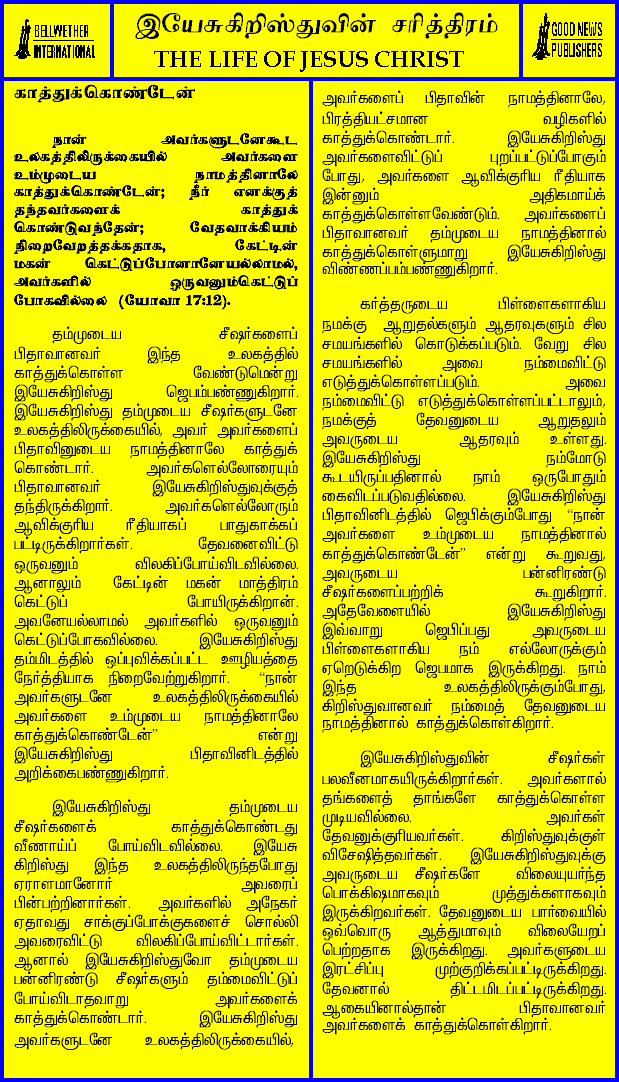 BELLWETHER
INTERNATIONAL
இயேசுகிறிஸ்துவின் சரித்திரம்
THE LIFE OF JESUS CHRIST
GOOD NEWS
PUBLISHERS
காத்துக்கொண்டேன்
நான் அவர்களுடனேகூட
உலகத்திலிருக்கையில் அவர்களை
உம்முடைய நாமத்தினாலே
காத்துக்கொண்டேன்; நீர் எனக்குத்
தந்தவர்களைக் காத்துக்
கொண்டுவந்தேன்; வேதவாக்கியம்
நிறைவேறத்தக்கதாக, கேட்டின்
மகன் கெட்டுப்போனானேயல்லாமல்,
அவர்களில் ஒருவனும்கெட்டுப்
போகவில்லை (யோவா 17:12).
தம்முடைய சீஷர்களைப்
பிதாவானவர் இந்த உலகத்தில்
காத்துக்கொள்ள வேண்டுமென்று
இயேசுகிறிஸ்து ஜெபம்பண்ணுகிறார்.
இயேசுகிறிஸ்து தம்முடைய சீஷர்களுடனே
உலகத்திலிருக்கையில், அவர் அவர்களைப்
பிதாவினுடைய நாமத்தினாலே காத்துக்
கொண்டார். அவர்களெல்லோரையும்
பிதாவானவர் இயேசுகிறிஸ்துவுக்குத்
தந்திருக்கிறார். அவர்களெல்லோரும்
ஆவிக்குரிய ரீதியாகப் பாதுகாக்கப்
பட்டிருக்கிறார்கள். தேவனைவிட்டு
ஒருவனும் விலகிப்போய்விடவில்லை.
ஆனாலும் கேட்டின் மகன் மாத்திரம்
கெட்டுப் போயிருக்கிறான்.
அவனேயல்லாமல் அவர்களில் ஒருவனும்
கெட்டுப்போகவில்லை. இயேசுகிறிஸ்து
தம்மிடத்தில் ஒப்புவிக்கப்பட்ட ஊழியத்தை
நேர்த்தியாக நிறைவேற்றுகிறார். “நான்
அவர்களுடனே உலகத்திலிருக்கையில்
அவர்களை உம்முடைய நாமத்தினாலே
காத்துக்கொண்டேன்” என்று
இயேசுகிறிஸ்து பிதாவினிடத்தில்
அறிக்கைபண்ணுகிறார்.
இயேசுகிறிஸ்து தம்முடைய
சீஷர்களைக் காத்துக்கொண்டது
வீணாய்ப் போய்விடவில்லை. இயேசு
கிறிஸ்து இந்த உலகத்திலிருந்தபோது
ஏராளமானோர் அவரைப்
பின்பற்றினார்கள். அவர்களில் அநேகர்
ஏதாவது சாக்குப்போக்குகளைச் சொல்லி
அவரைவிட்டு விலகிப்போய்விட்டார்கள்.
ஆனால் இயேசுகிறிஸ்துவோ தம்முடைய
பன்னிரண்டு சீஷர்களும் தம்மைவிட்டுப்
போய்விடாதவாறு அவர்களைக்
காத்துக்கொண்டார். இயேசுகிறிஸ்து
அவர்களுடனே உலகத்திலிருக்கையில்,
அவர்களைப் பிதாவின் நாமத்தினாலே,
பிரத்தியட்சமான வழிகளில்
காத்துக்கொண்டார். இயேசுகிறிஸ்து
அவர்களைவிட்டுப் புறப்பட்டுப்போகும்
போது, அவர்களை ஆவிக்குரிய ரீதியாக
இன்னும் அதிகமாய்க்
காத்துக்கொள்ளவேண்டும். அவர்களைப்
பிதாவானவர் தம்முடைய நாமத்தினால்
காத்துக்கொள்ளுமாறு இயேசுகிறிஸ்து
விண்ணப்பம்பண்ணுகிறார்.
கர்த்தருடைய பிள்ளைகளாகிய
நமக்கு ஆறுதல்களும் ஆதரவுகளும் சில
சமயங்களில் கொடுக்கப்படும். வேறு சில
சமயங்களில் அவை நம்மைவிட்டு
எடுத்துக்கொள்ளப்படும். அவை
நம்மைவிட்டு எடுத்துக்கொள்ளப்பட்டாலும்,
நமக்குத் தேவனுடைய ஆறுதலும்
அவருடைய ஆதரவும் உள்ளது.
இயேசுகிறிஸ்து நம்மோடு
கூடயிருப்பதினால் நாம் ஒருபோதும்
கைவிடப்படுவதில்லை. இயேசுகிறிஸ்து
பிதாவினிடத்தில் ஜெபிக்கும்போது “நான்
அவர்களை உம்முடைய நாமத்தினால்
காத்துக்கொண்டேன்” என்று கூறுவது,
அவருடைய பன்னிரண்டு
சீஷர்களைப்பற்றிக் கூறுகிறார்.
அதேவேளையில் இயேசுகிறிஸ்து
இவ்வாறு ஜெபிப்பது அவருடைய
பிள்ளைகளாகிய நம் எல்லோருக்கும்
ஏறெடுக்கிற ஜெபமாக இருக்கிறது. நாம்
இந்த உலகத்திலிருக்கும்போது,
கிறிஸ்துவானவர் நம்மைத் தேவனுடைய
நாமத்தினால் காத்துக்கொள்கிறார்.
இயேசுகிறிஸ்துவின் சீஷர்கள்
பலவீனமாகயிருக்கிறார்கள். அவர்களால்
தங்களைத் தாங்களே காத்துக்கொள்ள
முடியவில்லை. அவர்கள்
தேவனுக்குரியவர்கள். கிறிஸ்துவுக்குள்
விசேஷித்தவர்கள். இயேசுகிறிஸ்துவுக்கு
அவருடைய சீஷர்களே விலையுயர்ந்த
பொக்கிஷமாகவும் முத்துக்களாகவும்
இருக்கிறவர்கள். தேவனுடைய பார்வையில்
ஒவ்வொரு ஆத்துமாவும் விலையேறப்
பெற்றதாக இருக்கிறது. அவர்களுடைய
இரட்சிப்பு முற்குறிக்கப்பட்டிருக்கிறது.
தேவனால் திட்டமிடப்பட்டிருக்கிறது.
ஆகையினால்தான் பிதாவானவர்
அவர்களைக் காத்துக்கொள்கிறார்.